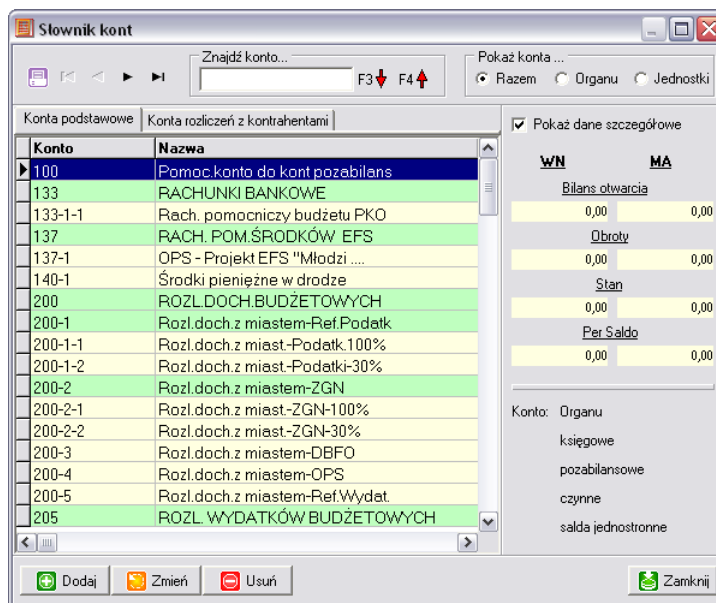 Słownik kont
Znajdź konto...
F3 F4
Pokaż konta ...
Razem Organu Jednostki
Konta podstawowe Konta rozliczeń z kontrahentami
Konto Nazwa
100 Pomoc.konto do kont pozabilans
133 RACHUNKI BANKOWE
133-1-1 Rach. pomocniczy budżetu PKO
137 RACH. POM.ŚRODKÓW EFS
137-1 OPS - Projekt EFS "Młodzi ....
140-1 Środki pieniężne w drodze
200 ROZL.DOCH.BUDŻETOWYCH
200-1 Rozl.doch.z miastem-Ref.Podatk
200-1-1 Rozl.doch.z miast.-Podatk.100%
200-1-2 Rozl.doch.z miast.-Podatki-30%
200-2 Rozl.doch.z miastem-ZGN
200-2-1 Rozl.doch.z miast.-ZGN-100%
200-2-2 Rozl.doch.z miast.-ZGN-30%
200-3 Rozl.doch.z miastem-DBFO
200-4 Rozl.doch.z miastem-OPS
200-5 Rozl.doch.z miastem-Ref.Wydat.
205 ROZL. WYDATKÓW BUDŻETOWYCH
Pokaż dane szczegółowe
WN MA
Bilans otwarcia
0,00 0,00
Obroty
0,00 0,00
Stan
0,00 0,00
Per Saldo
0,00 0,00
Konto: Organu
księgowe
pozabilansowe
czynne
salda jednostronne
Dodaj Zmień Usuń Zamknij